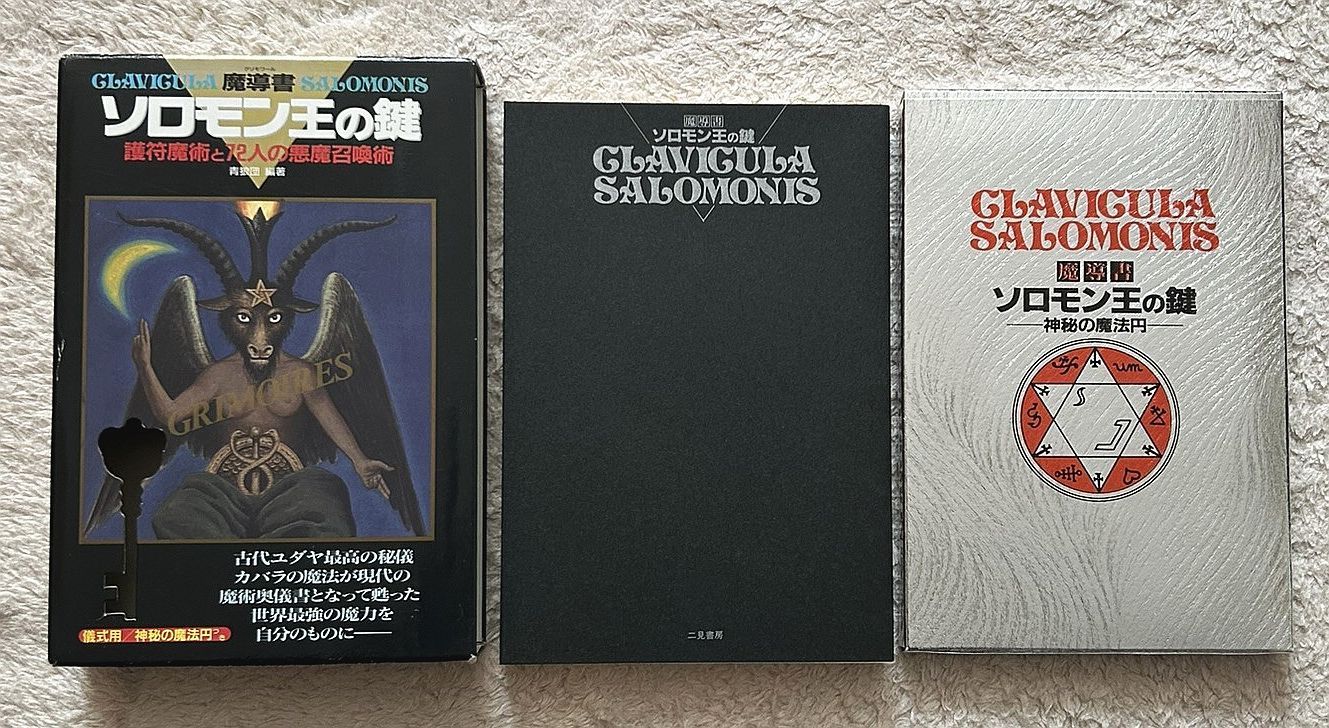 グリモワール
CLAVICULA 魔導書 SALOMONIS
ソロモン王の鍵
護符魔術と72人の悪魔召喚術
青狼団 編著
GRIMOIRES
古代ユダヤ最高の秘儀
カバラの魔法が現代の
魔術奥儀書となって甦った
世界最強の魔力を
自分のものに——
儀式用/神秘の魔法円つき
魔導書
ソロモン王の鍵
CLAVICULA
SALOMONIS
二見書房
CLAVICULA
SALOMONIS
魔導書
ソロモン王の鍵
—神秘の魔法円—